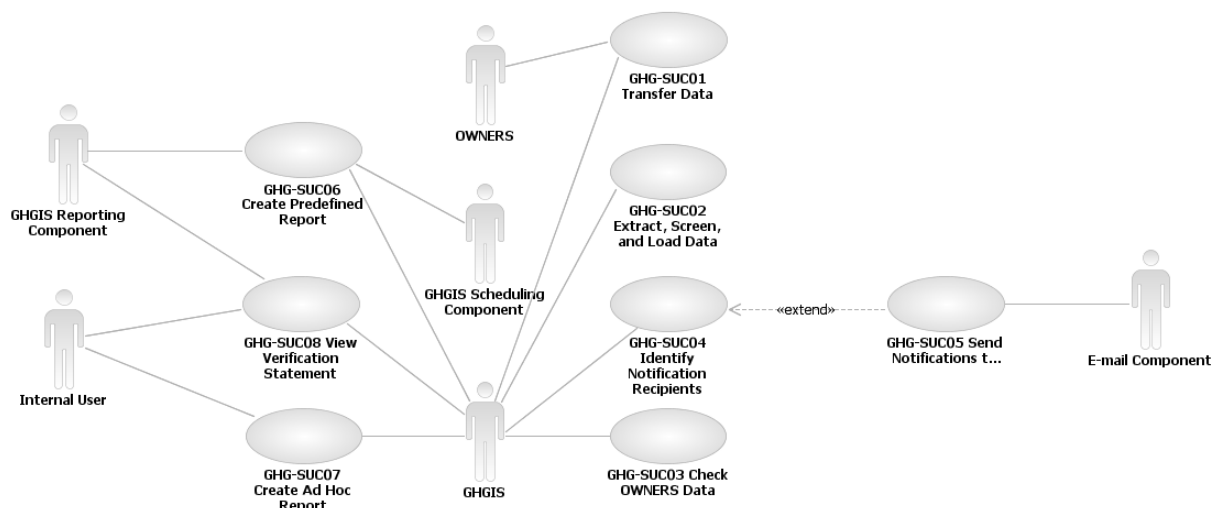 GHG-SUC01
Transfer Data
OWNERS
GHG-SUC06
Create Predefined
Report
GHGIS Reporting
Component
GHG-SUC02
Extract, Screen,
and Load Data
GHGIS Scheduling
Component
«extend»
GHG-SUC08 View
Verification
Statement
GHG-SUC04
Identify
Notification
Recipients
GHG-SUC05 Send
Notifications t...
E-mail Component
Internal User
GHG-SUC07
Create Ad Hoc
Report
GHGIS
GHG-SUC03 Check
OWNERS Data